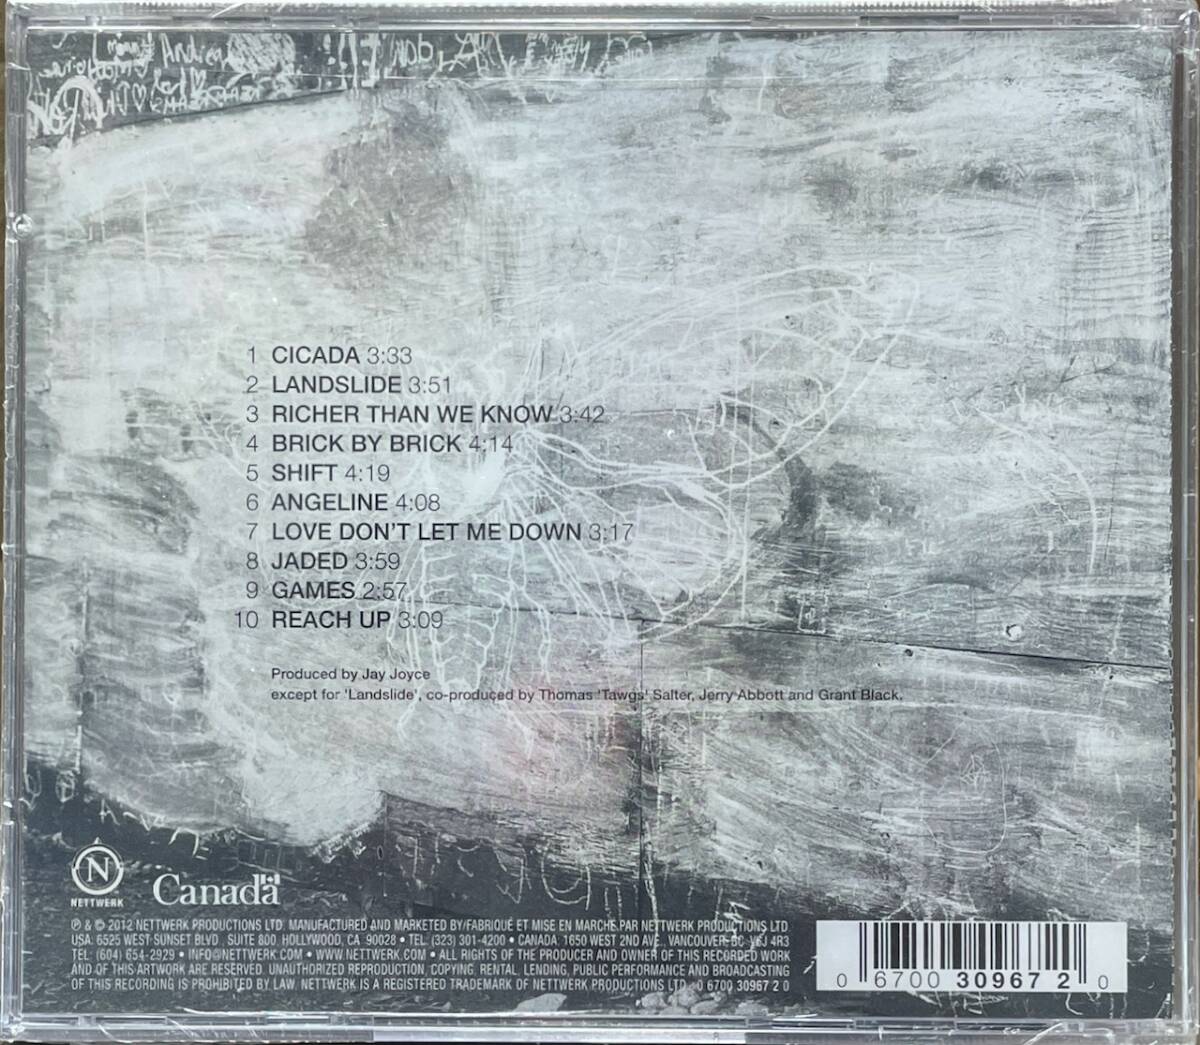 Andrea
1 CICADA 3:33
2 LANDSLIDE 3:51
3 RICHER THAN WE KNOW 3:42
4 BRICK BY BRICK 4:14
5 SHIFT 4:19
6 ANGELINE 4:08
7 LOVE DON'T LET ME DOWN 3:17
8 JADED 3:59
9 GAMES 2:57
10 REACH UP 3:09
Produced by Jay Joyce
except for 'Landslide', co-produced by Thomas 'Tawgs' Salter, Jerry Abbott and Grant Black.
N
NETTWERK
Canada
℗ & © 2012 NETTWERK PRODUCTIONS LTD. MANUFACTURED AND MARKETED BY/FABRIQUÉ ET MISE EN MARCHÉ PAR NETTWERK PRODUCTIONS LTD
USA: 6525 WEST SUNSET BLVD., SUITE 800, HOLLYWOOD, CA 90028 • TEL: (323) 301-4200 • CANADA: 1650 WEST 2ND AVE., VANCOUVER BC V6J 4R3
TEL: (604) 654-2929 • INFO@NETTWERK.COM • WWW.NETTWERK.COM • ALL RIGHTS OF THE PRODUCER AND OWNER OF THIS RECORDED WORK
AND OF THIS ARTWORK ARE RESERVED. UNAUTHORIZED REPRODUCTION, COPYING, RENTAL, LENDING, PUBLIC PERFORMANCE AND BROADCASTING
OF THIS RECORDING IS PROHIBITED BY LAW. NETTWERK IS A REGISTERED TRADEMARK OF NETTWERK PRODUCTIONS LTD. 0 6700 30967 2 0
0 67003 09672 0